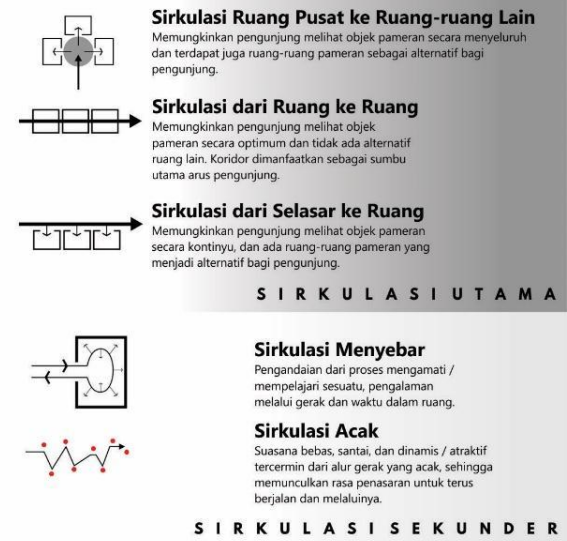 Sirkulasi Ruang Pusat ke Ruang-ruang Lain
Memungkinkan pengunjung melihat objek pameran secara menyeluruh
dan terdapat juga ruang-ruang pameran sebagai alternatif bagi
pengunjung.
Sirkulasi dari Ruang ke Ruang
Memungkinkan pengunjung melihat objek
pameran secara optimum dan tidak ada alternatif
ruang lain. Koridor dimanfaatkan sebagai sumbu
utama arus pengunjung.
Sirkulasi dari Selasar ke Ruang
Memungkinkan pengunjung melihat objek pameran
secara kontinyu, dan ada ruang-ruang pameran yang
menjadi alternatif bagi pengunjung.
SIRKULASI UTAMA
Sirkulasi Menyebar
Pengandaian dari proses mengamati /
mempelajari sesuatu, pengalaman
melalui gerak dan waktu dalam ruang.
Sirkulasi Acak
Suasana bebas, santai, dan dinamis / atraktif
tercermin dari alur gerak yang acak, sehingga
memunculkan rasa penasaran untuk terus
berjalan dan melaluinya.
SIRKULASI SEKUNDER